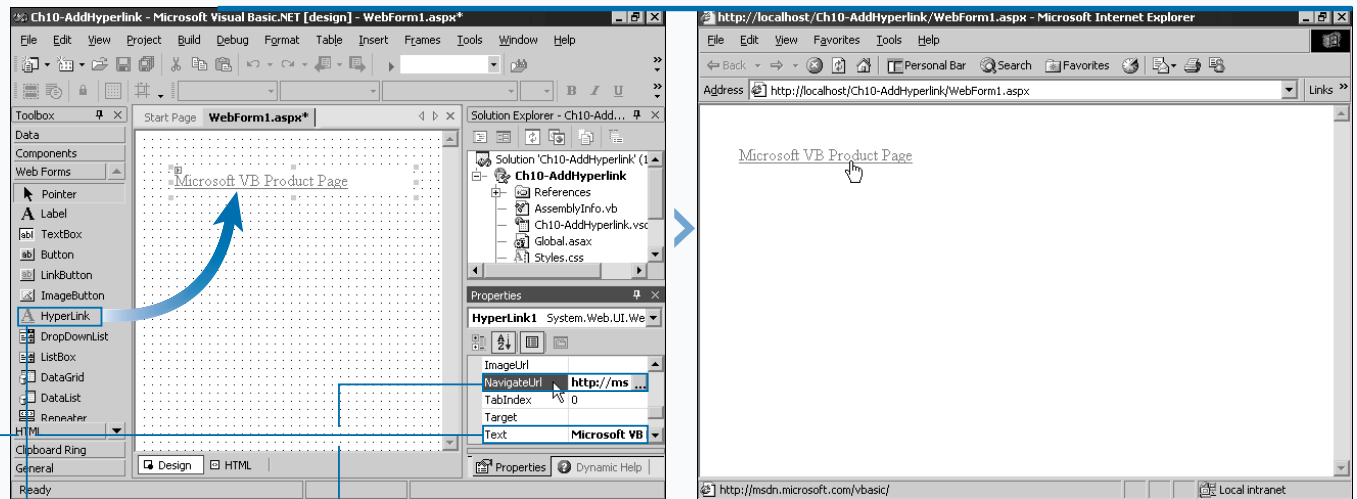 Ch10-AddHyperlink - Microsoft Visual Basic.NET [design] - WebForm1.aspx*
File Edit View Project Build Debug Format Table Insert Frames Tools Window Help
B I U
Toolbox
Data
Components
Web Forms
Pointer
A Label
abl TextBox
ab Button
ab LinkButton
ImageButton
A HyperLink
DropDownList
ListBox
DataGrid
DataList
Repeater
HTML
Clipboard Ring
General
Ready
Start Page WebForm1.aspx*
Microsoft VB Product Page
Design HTML
Solution Explorer - Ch10-Add...
Solution 'Ch10-AddHyperlink' (1
Ch10-AddHyperlink
References
AssemblyInfo.vb
Ch10-AddHyperlink.vsc
Global.asax
Styles.css
Properties
HyperLink1 System.Web.UI.We
ImageUrl
NavigateUrl http://ms ...
TabIndex 0
Target
Text Microsoft VB
Properties Dynamic Help
http://localhost/Ch10-AddHyperlink/WebForm1.aspx - Microsoft Internet Explorer
File Edit View Favorites Tools Help
Back Personal Bar Search Favorites
Address http://localhost/Ch10-AddHyperlink/WebForm1.aspx Links »
Microsoft VB Product Page
http://msdn.microsoft.com/vbasic/ Local intranet